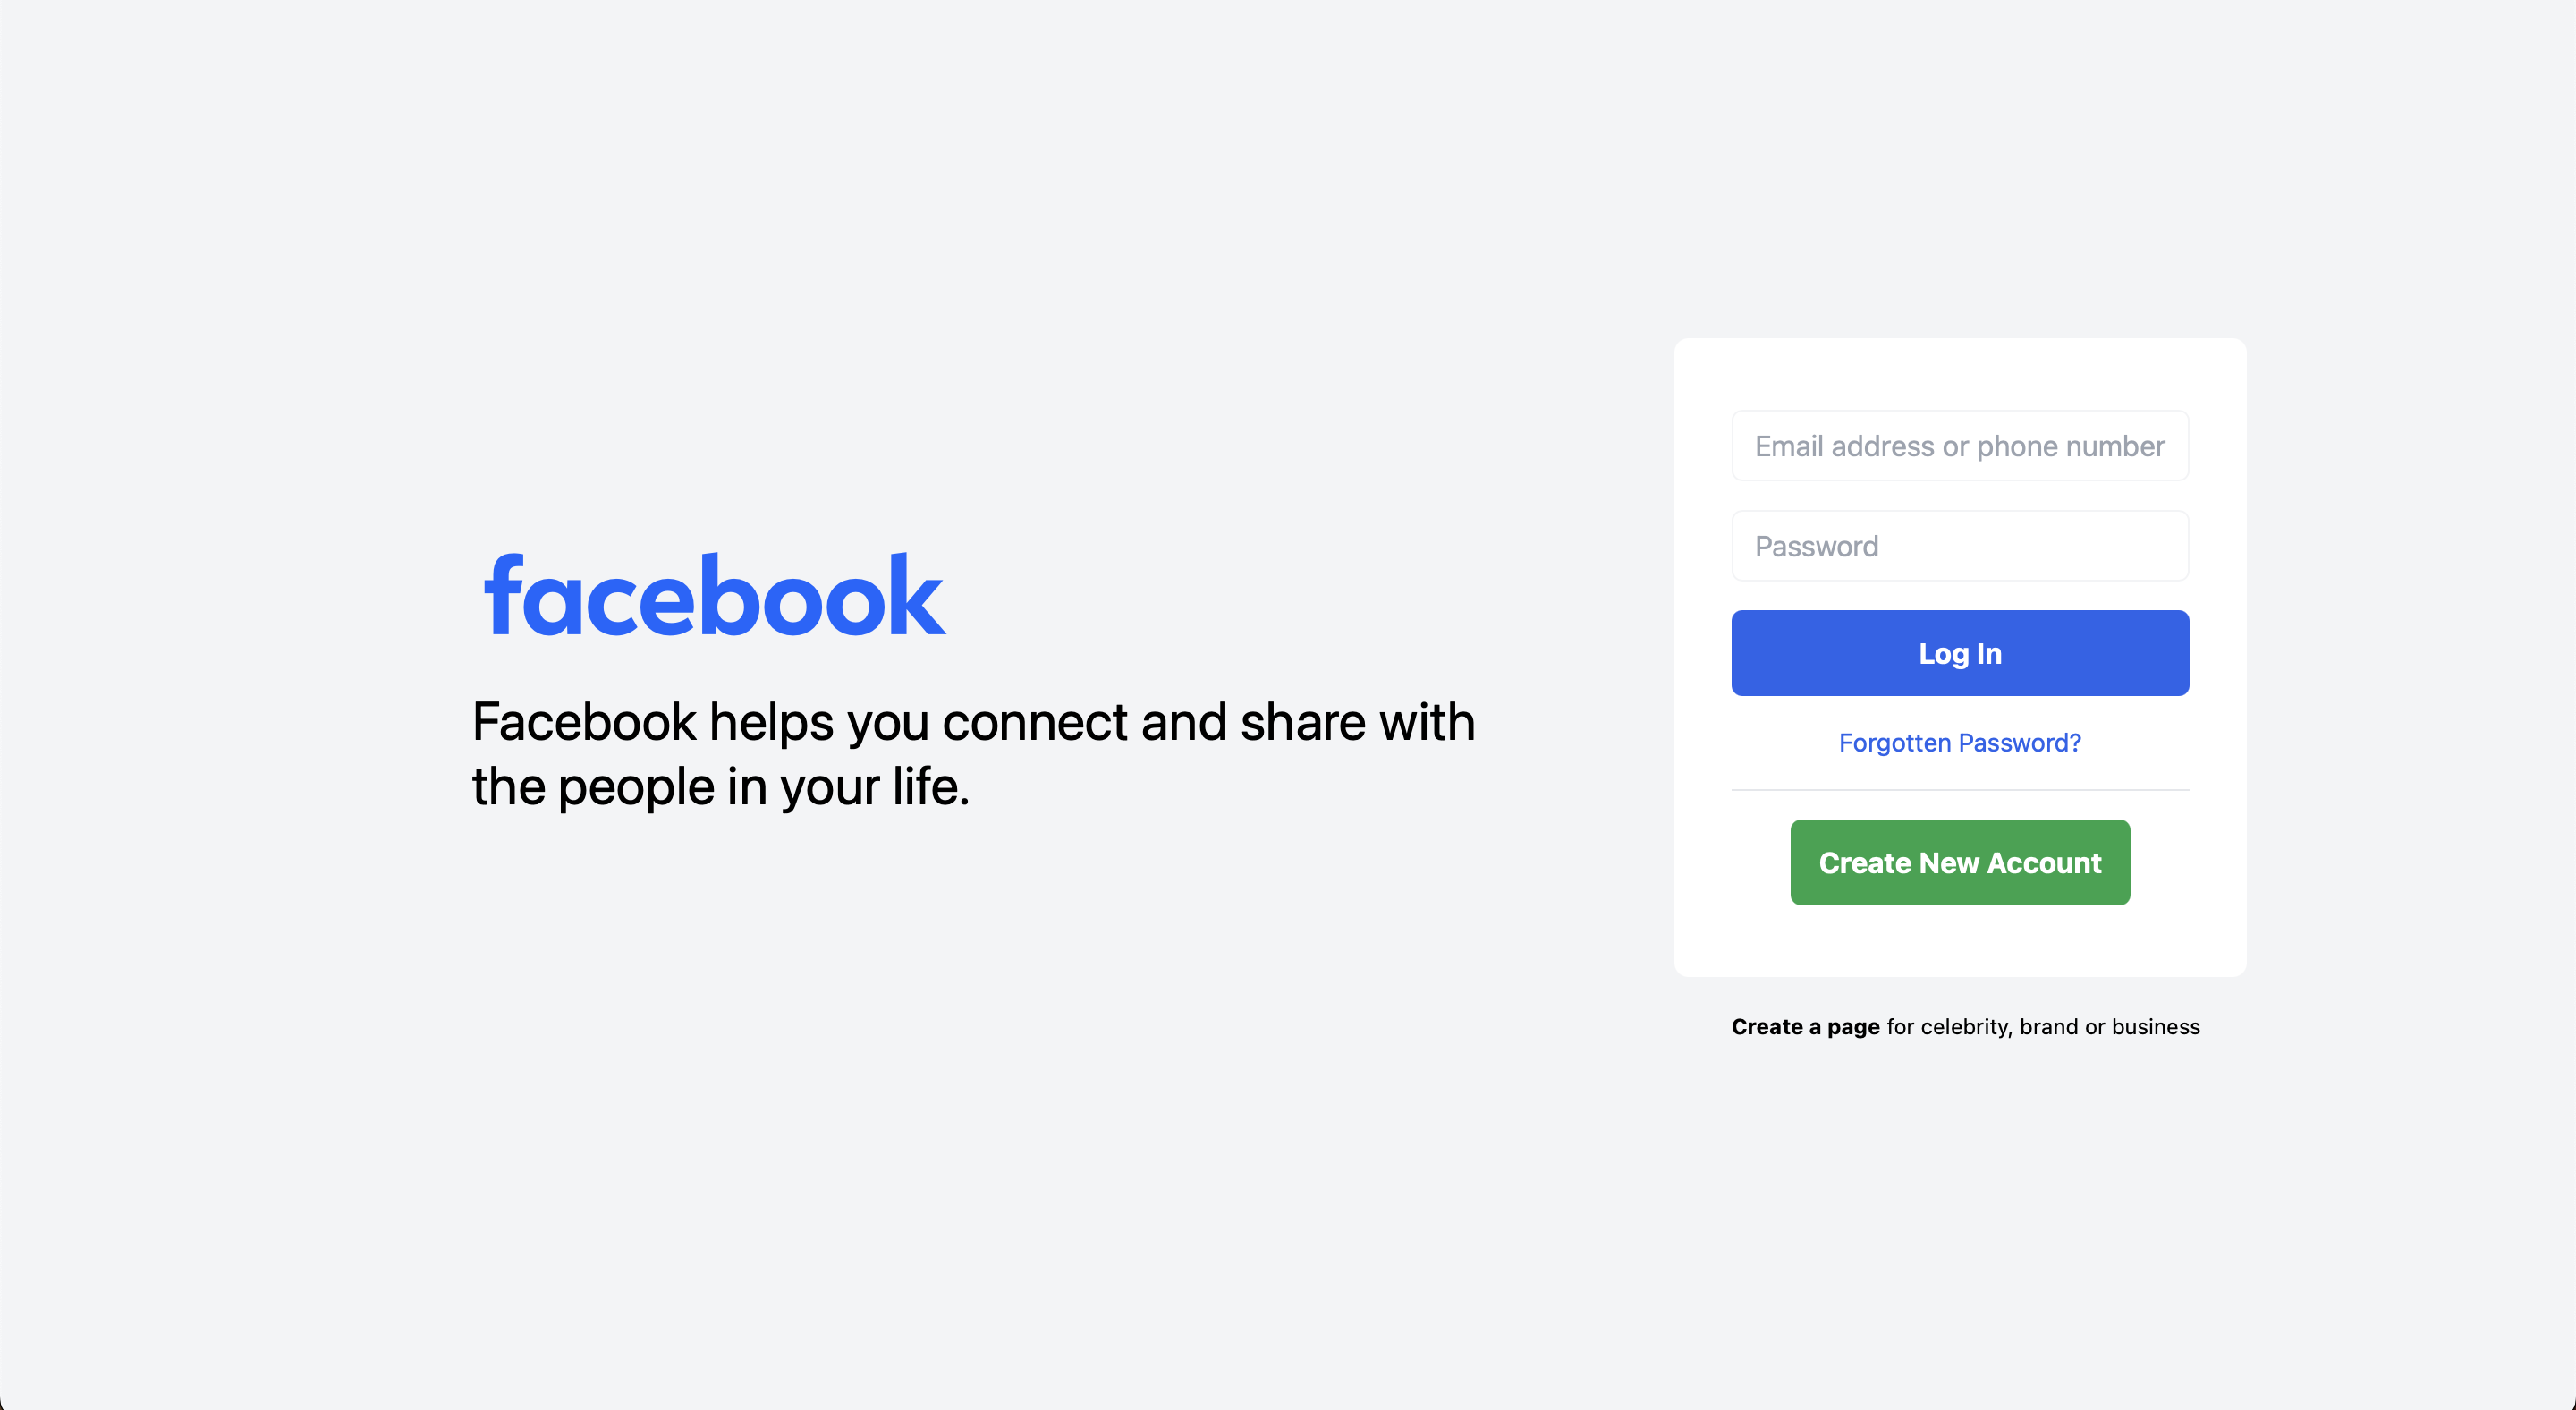 facebook
Facebook helps you connect and share with
the people in your life.
Email address or phone number
Password
Log In
Forgotten Password?
Create New Account
Create a page for celebrity, brand or business